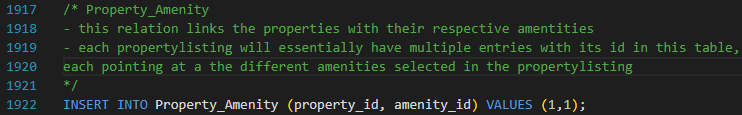 1917 /* Property_Amenity
1918 - this relation links the properties with their respective amentities
1919 - each propertylisting will essentially have multiple entries with its id in this table,
1920 each pointing at a the different amenities selected in the propertylisting
1921 */
1922 INSERT INTO Property_Amenity (property_id, amenity_id) VALUES (1,1);